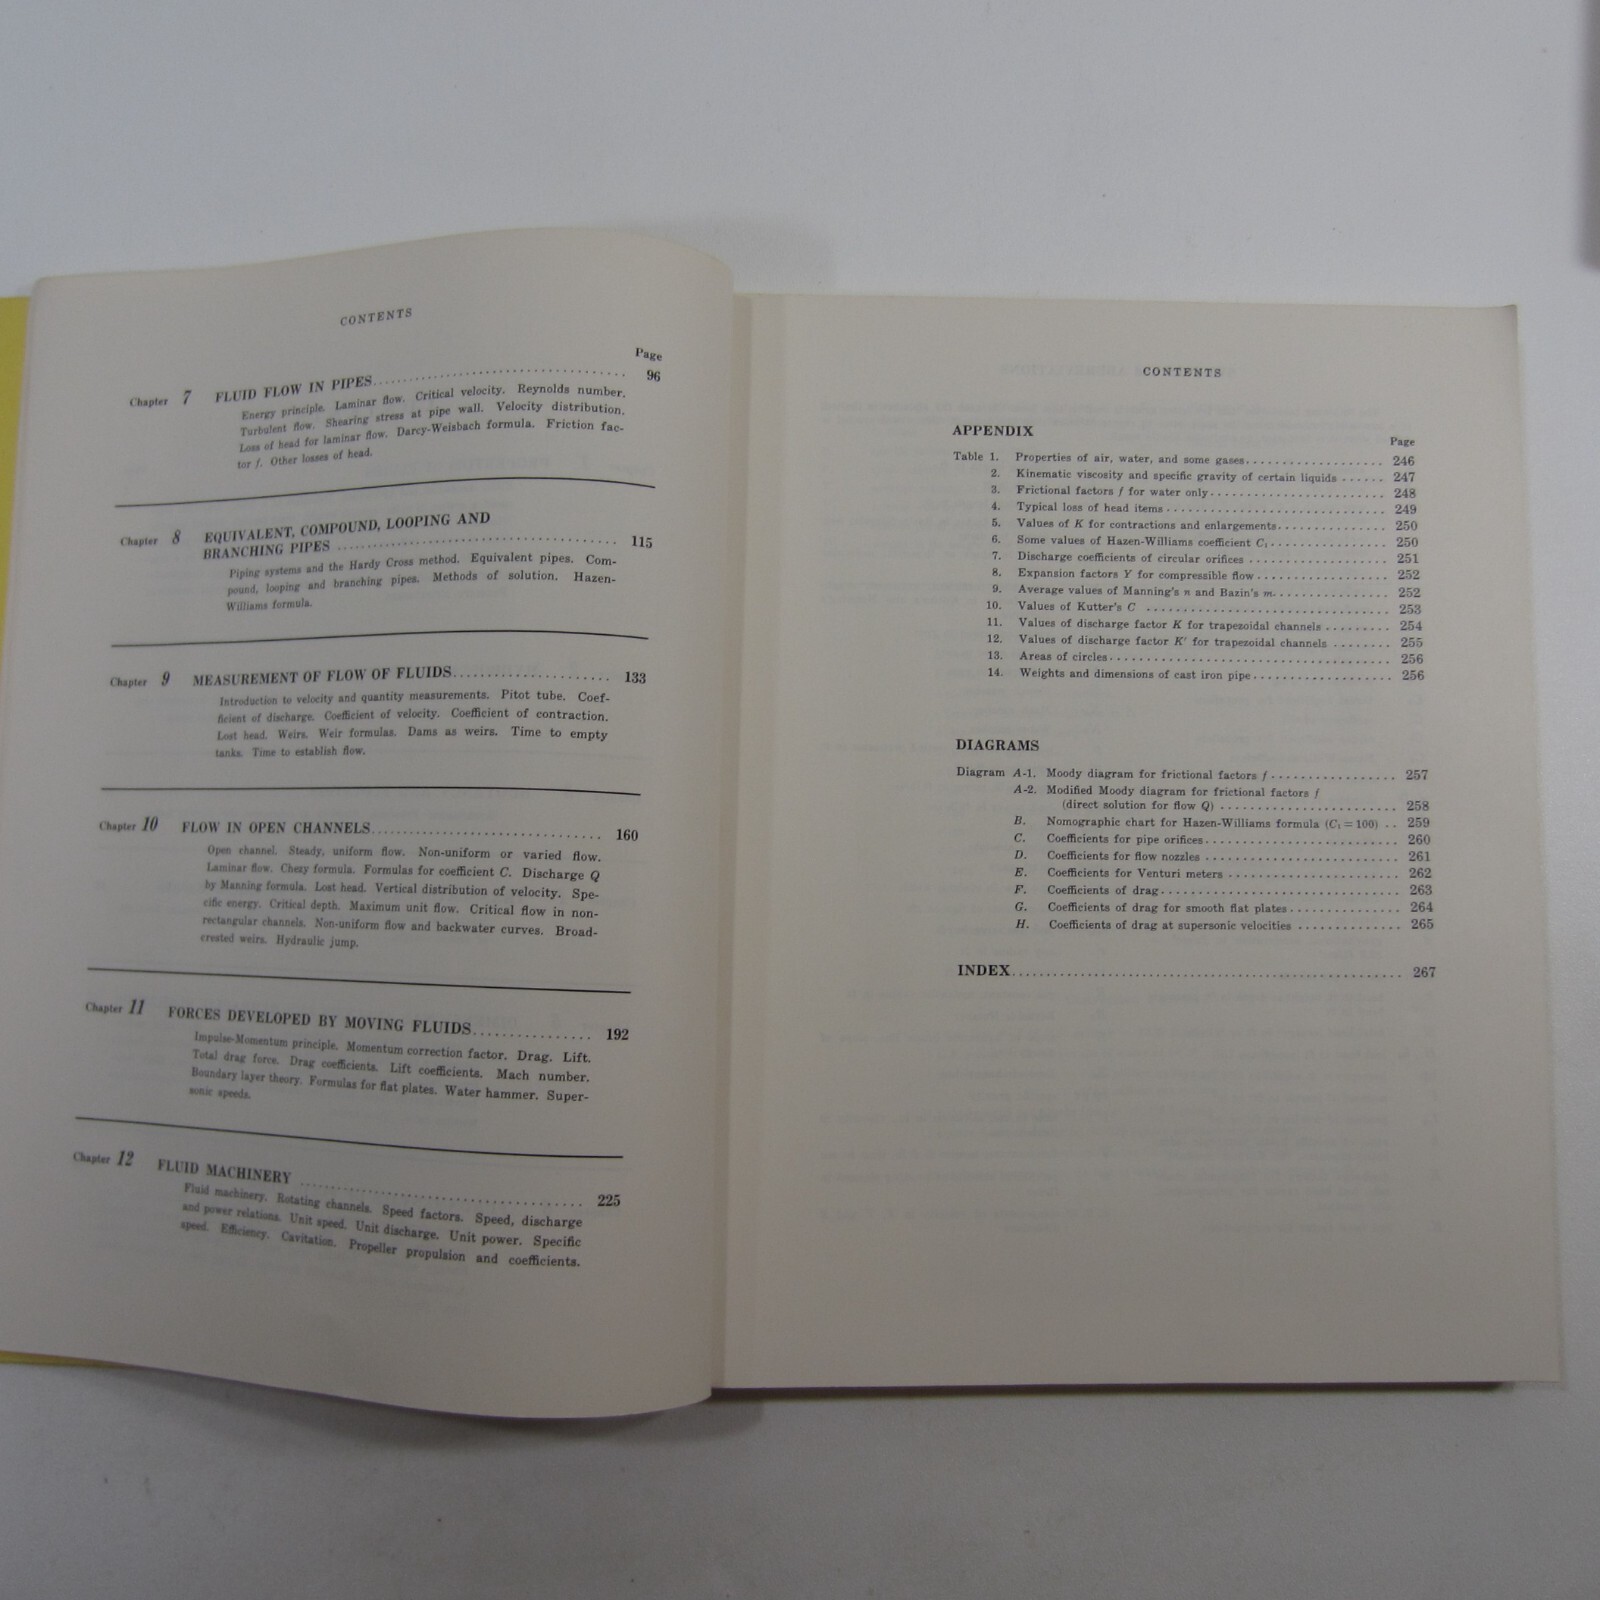 CONTENTS
Page
Chapter 7 FLUID FLOW IN PIPES.................................... 96
Energy principle. Laminar flow. Critical velocity. Reynolds number.
Turbulent flow. Shearing stress at pipe wall. Velocity distribution.
Loss of head for laminar flow. Darcy-Weisbach formula. Friction fac-
tor f. Other losses of head.
Chapter 8 EQUIVALENT, COMPOUND, LOOPING AND
BRANCHING PIPES .................................... 115
Piping systems and the Hardy Cross method. Equivalent pipes. Com-
pound, looping and branching pipes. Methods of solution. Hazen-
Williams formula.
Chapter 9 MEASUREMENT OF FLOW OF FLUIDS...................... 133
Introduction to velocity and quantity measurements. Pitot tube. Coef-
ficient of discharge. Coefficient of velocity. Coefficient of contraction.
Lost head. Weirs. Weir formulas. Dams as weirs. Time to empty
tanks. Time to establish flow.
Chapter 10 FLOW IN OPEN CHANNELS................................ 160
Open channel. Steady, uniform flow. Non-uniform or varied flow.
Laminar flow. Chezy formula. Formulas for coefficient C. Discharge Q
by Manning formula. Lost head. Vertical distribution of velocity. Spe-
cific energy. Critical depth. Maximum unit flow. Critical flow in non-
rectangular channels. Non-uniform flow and backwater curves. Broad-
crested weirs. Hydraulic jump.
Chapter 11 FORCES DEVELOPED BY MOVING FLUIDS............... 192
Impulse-Momentum principle. Momentum correction factor. Drag. Lift.
Total drag force. Drag coefficients. Lift coefficients. Mach number.
Boundary layer theory. Formulas for flat plates. Water hammer. Super-
sonic speeds.
Chapter 12 FLUID MACHINERY ...................................... 225
Fluid machinery. Rotating channels. Speed factors. Speed, discharge
and power relations. Unit speed. Unit discharge. Unit power. Specific
speed. Efficiency. Cavitation. Propeller propulsion and coefficients.
CONTENTS
APPENDIX
Page
Table 1. Properties of air, water, and some gases................... 246
2. Kinematic viscosity and specific gravity of certain liquids ...... 247
3. Frictional factors f for water only........................ 248
4. Typical loss of head items .............................. 249
5. Values of K for contractions and enlargements............... 250
6. Some values of Hazen-Williams coefficient C₁................ 250
7. Discharge coefficients of circular orifices ................... 251
8. Expansion factors Y for compressible flow .................. 252
9. Average values of Manning's n and Bazin's m................ 252
10. Values of Kutter's C ................................. 253
11. Values of discharge factor K for trapezoidal channels ......... 254
12. Values of discharge factor K' for trapezoidal channels ........ 255
13. Areas of circles....................................... 256
14. Weights and dimensions of cast iron pipe................... 256
DIAGRAMS
Diagram A-1. Moody diagram for frictional factors f................. 257
A-2. Modified Moody diagram for frictional factors f
(direct solution for flow Q) ........................ 258
B. Nomographic chart for Hazen-Williams formula (C₁ = 100) .. 259
C. Coefficients for pipe orifices.......................... 260
D. Coefficients for flow nozzles .......................... 261
E. Coefficients for Venturi meters ....................... 262
F. Coefficients of drag................................. 263
G. Coefficients of drag for smooth flat plates............... 264
H. Coefficients of drag at supersonic velocities .............. 265
INDEX...................................................... 267